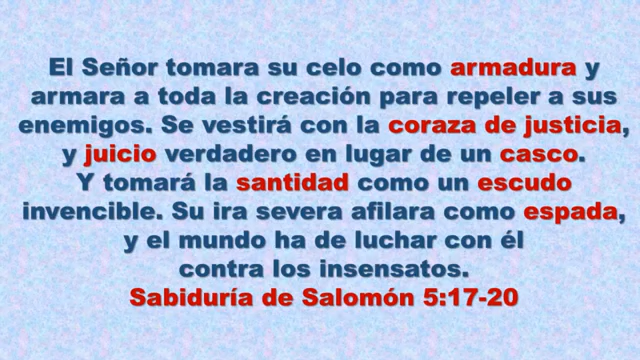 El Señor tomara su celo como armadura y
armara a toda la creación para repeler a sus
enemigos. Se vestirá con la coraza de justicia,
y juicio verdadero en lugar de un casco.
Y tomará la santidad como un escudo
invencible. Su ira severa afilara como espada,
y el mundo ha de luchar con él
contra los insensatos.
Sabiduría de Salomón 5:17-20